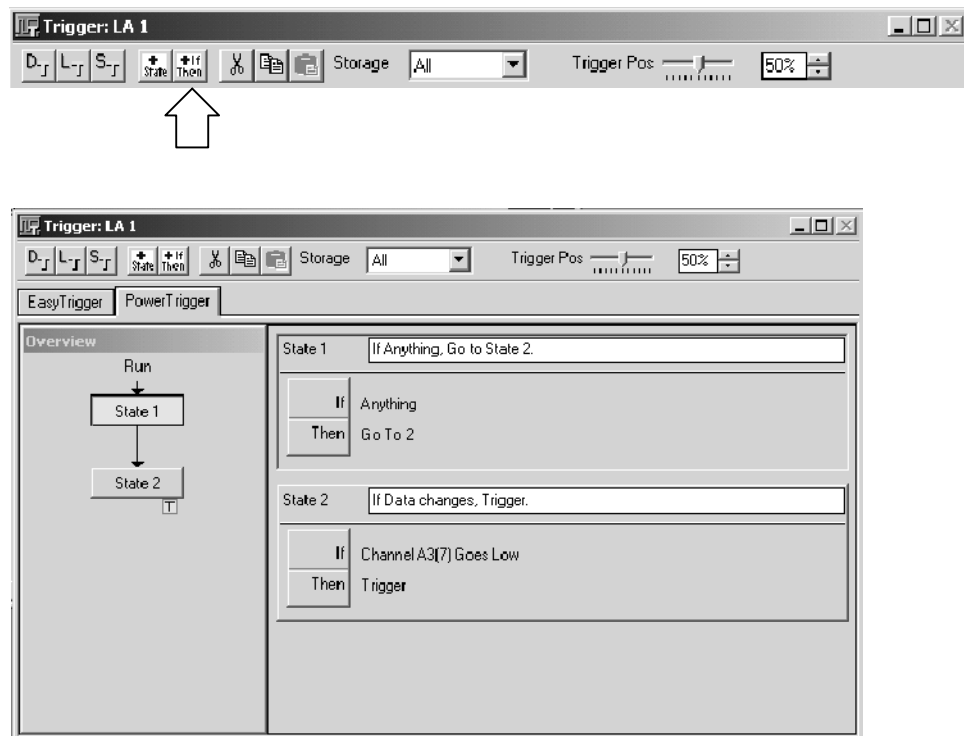 Trigger: LA 1
D- L- S- +State +If Then Storage All Trigger Pos 50%
Trigger: LA 1
D- L- S- +State +If Then Storage All Trigger Pos 50%
EasyTrigger PowerTrigger
Overview
Run
State 1
State 2
T
State 1 If Anything, Go to State 2.
If Anything
Then Go To 2
State 2 If Data changes, Trigger.
If Channel A3(7) Goes Low
Then Trigger